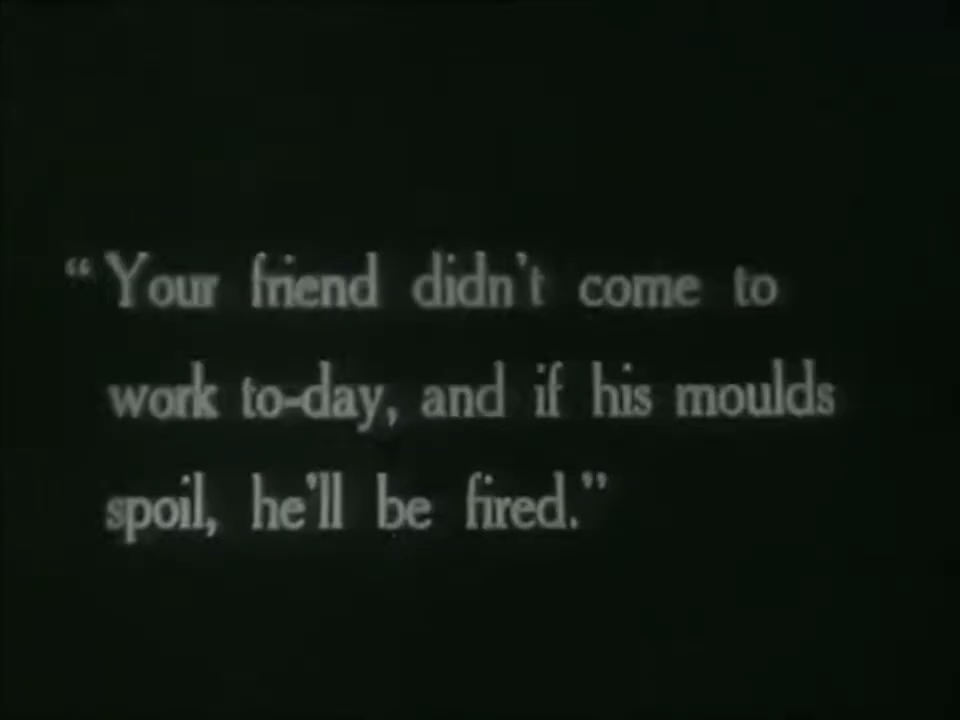 “Your friend didn't come to
work to-day, and if his moulds
spoil, he'll be fired.”